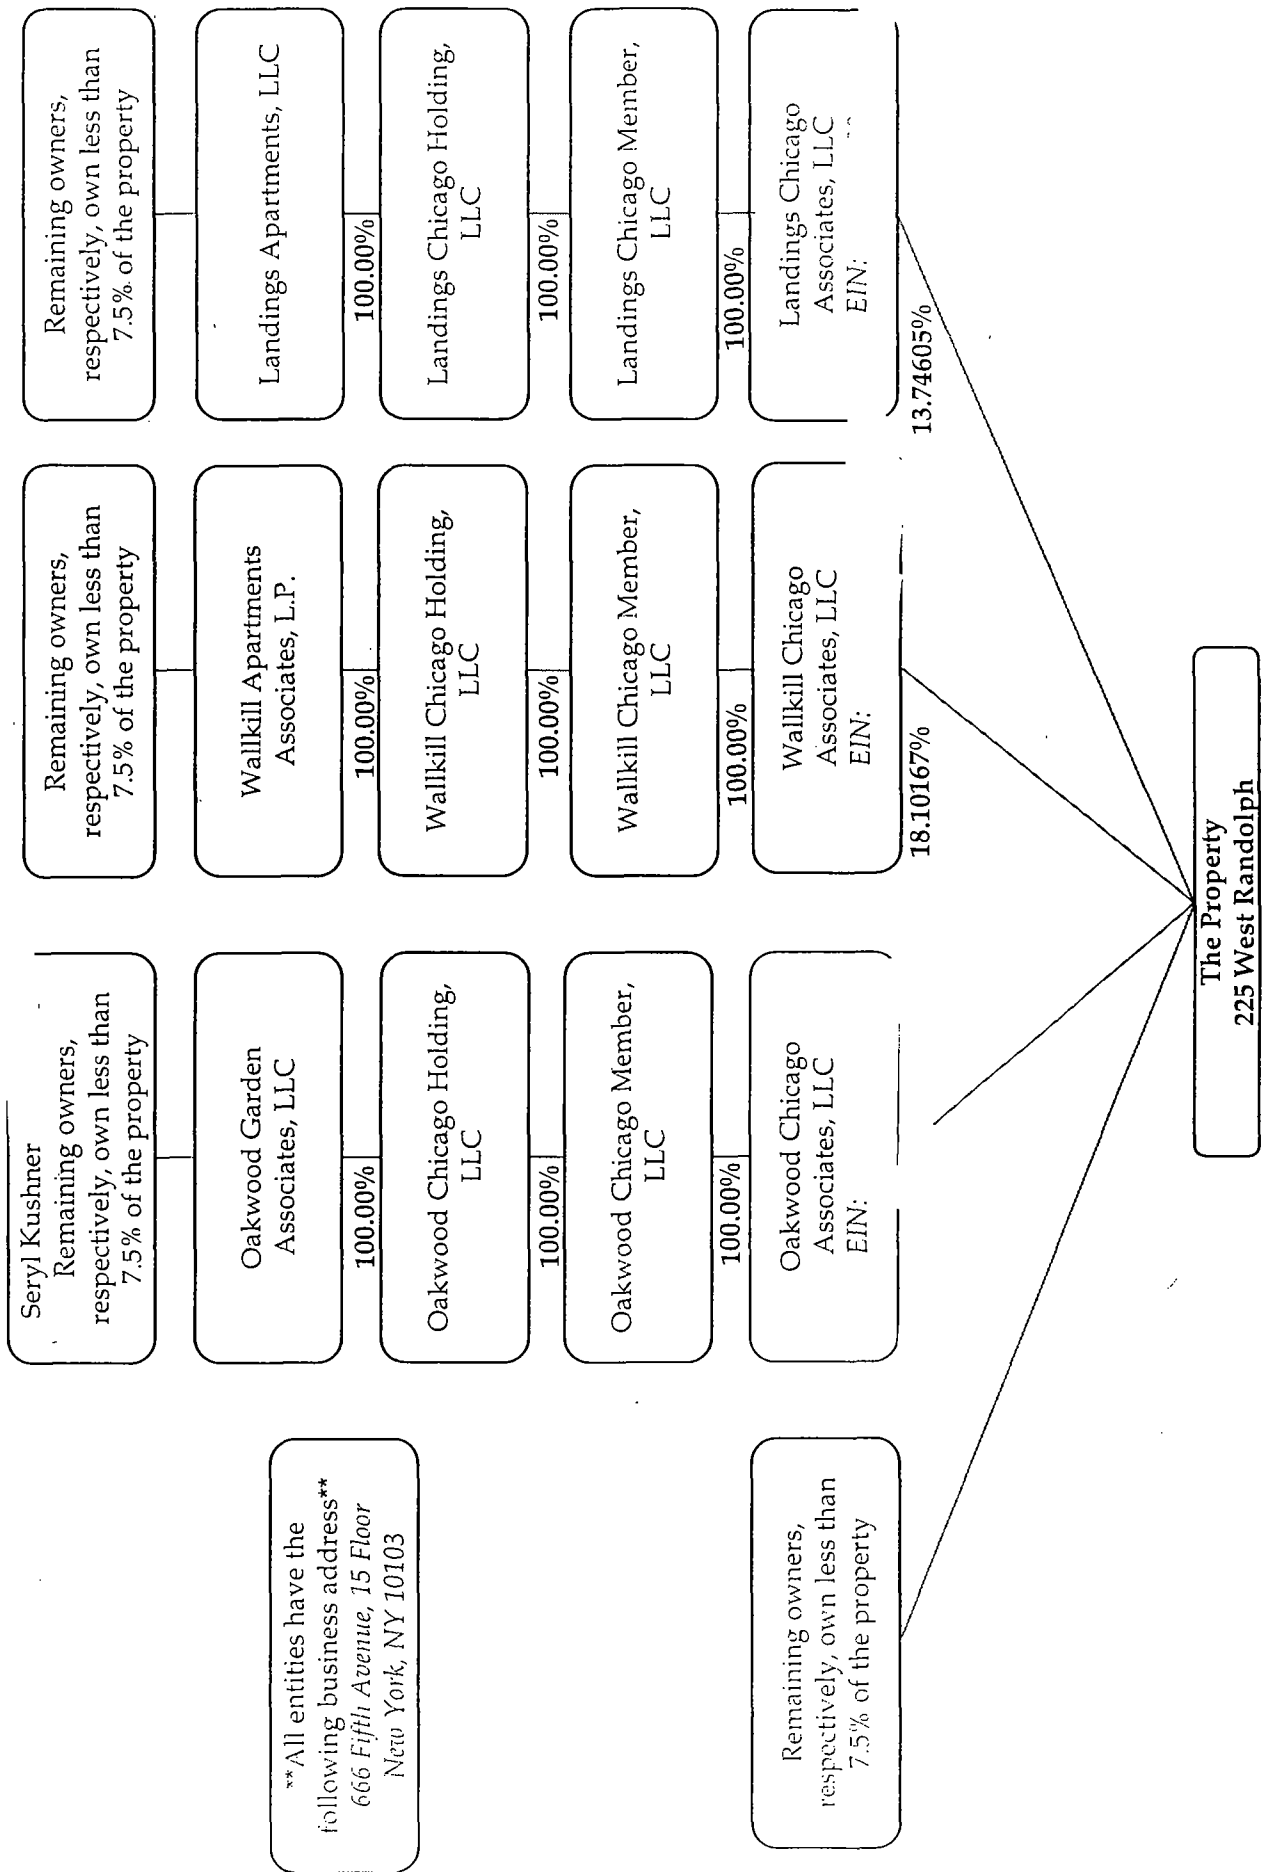 Seryl Kushner
Remaining owners,
respectively, own less than
7.5% of the property
Remaining owners,
respectively, own less than
7.5% of the property
Remaining owners,
respectively, own less than
7.5% of the property
**All entities have the
following business address**
666 Fifth Avenue, 15 Floor
New York, NY 10103
Oakwood Garden
Associates, LLC
Wallkill Apartments
Associates, L.P.
Landings Apartments, LLC
100.00%
100.00%
100.00%
Oakwood Chicago Holding,
LLC
Wallkill Chicago Holding,
LLC
Landings Chicago Holding,
LLC
100.00%
100.00%
100.00%
Oakwood Chicago Member,
LLC
Wallkill Chicago Member,
LLC
Landings Chicago Member,
LLC
100.00%
100.00%
100.00%
Remaining owners,
respectively, own less than
7.5% of the property
Oakwood Chicago
Associates, LLC
EIN:
Wallkill Chicago
Associates, LLC
EIN:
Landings Chicago
Associates, LLC
EIN:
18.10167%
13.74605%
The Property
225 West Randolph